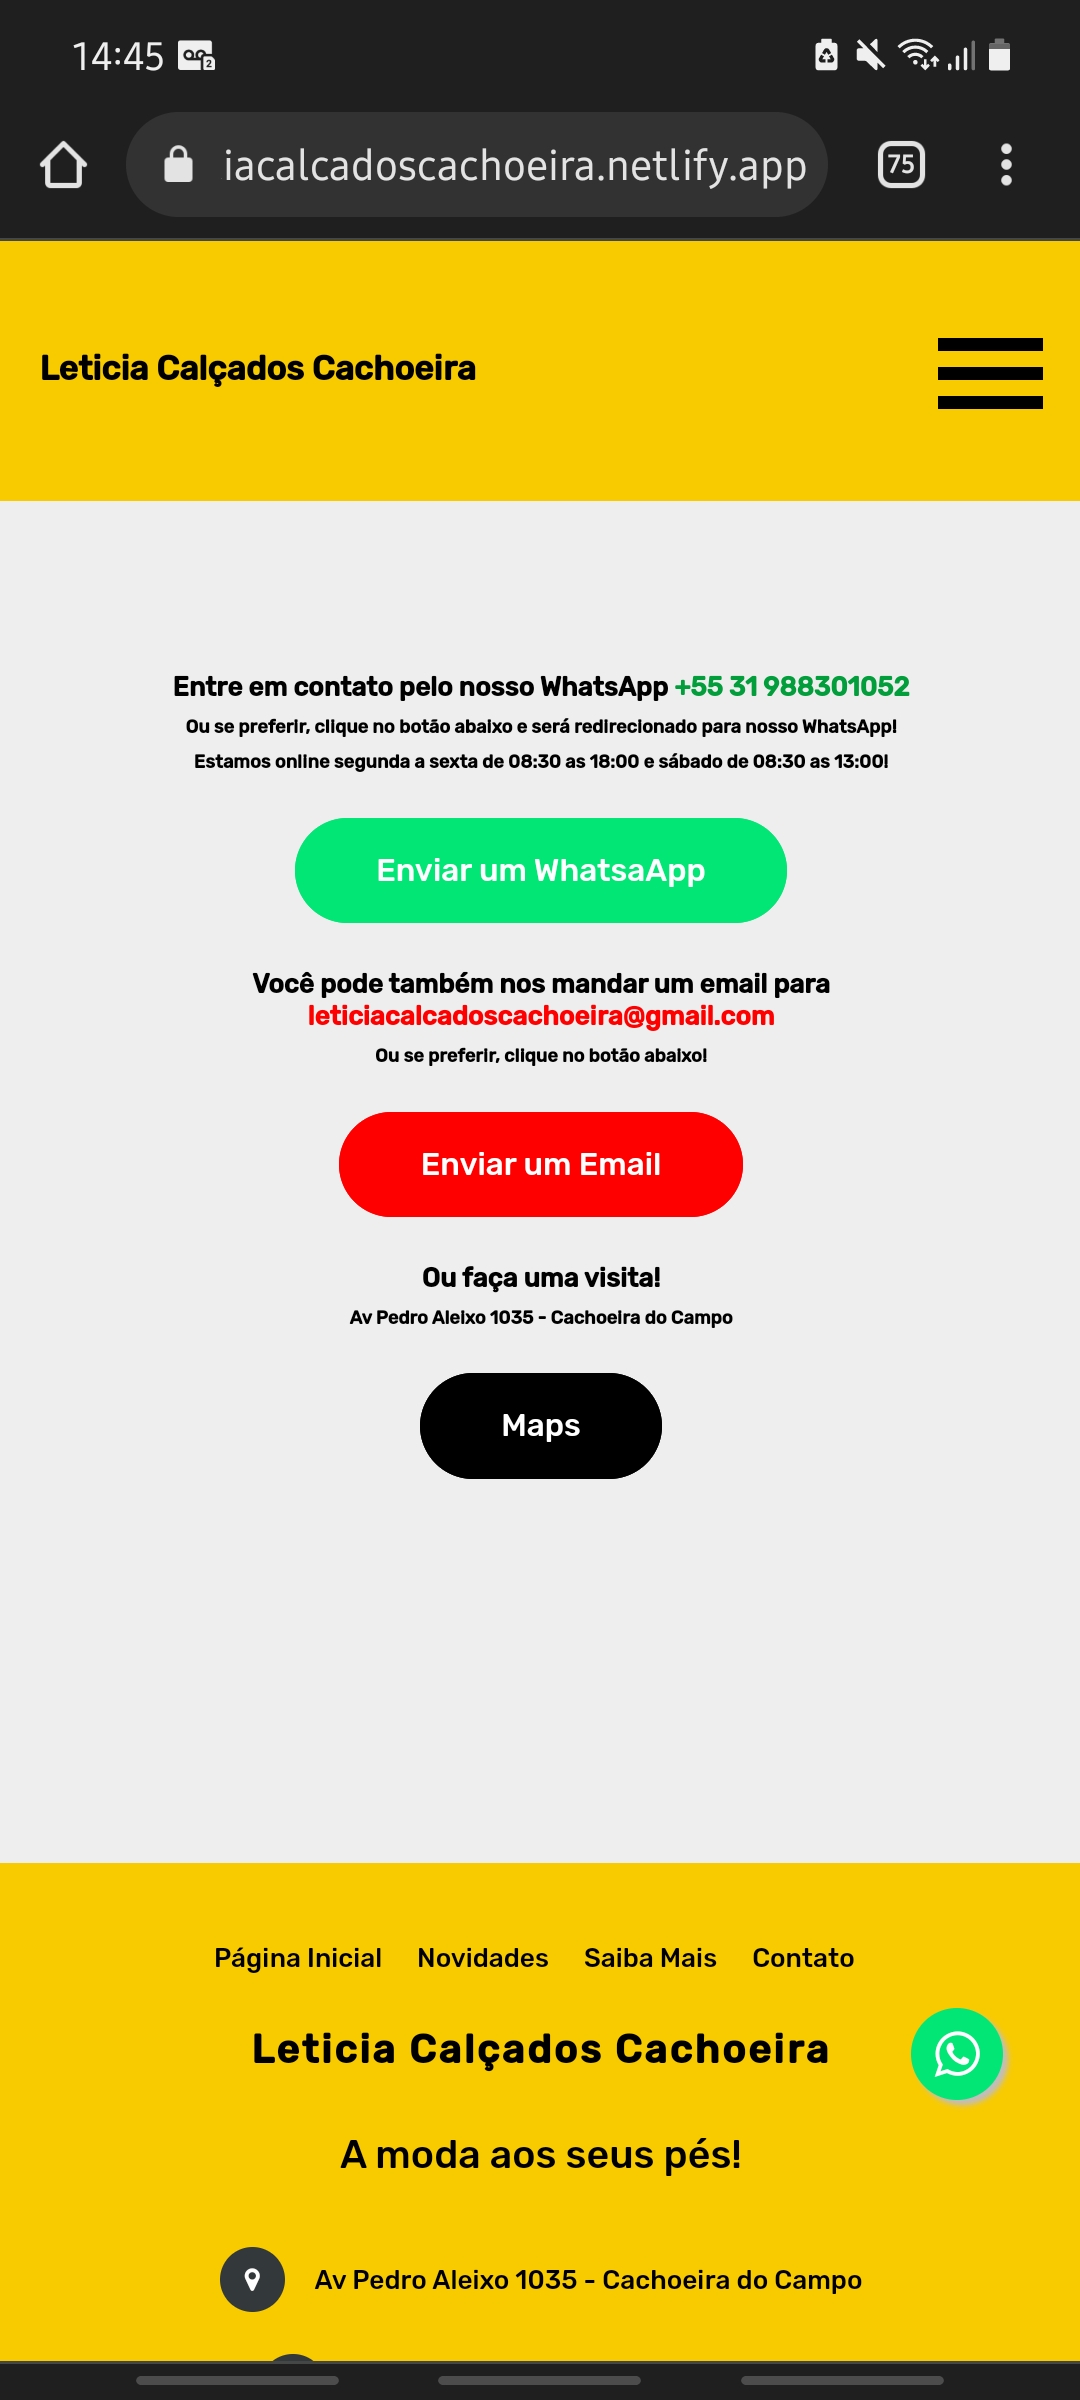 14:45
2
iacalcadoscachoeira.netlify.app
75
Leticia Calçados Cachoeira
Entre em contato pelo nosso WhatsApp +55 31 988301052
Ou se preferir, clique no botão abaixo e será redirecionado para nosso WhatsApp!
Estamos online segunda a sexta de 08:30 as 18:00 e sábado de 08:30 as 13:00!
Enviar um WhatsaApp
Você pode também nos mandar um email para
leticiacalcadoscachoeira@gmail.com
Ou se preferir, clique no botão abaixo!
Enviar um Email
Ou faça uma visita!
Av Pedro Aleixo 1035 - Cachoeira do Campo
Maps
Página Inicial Novidades Saiba Mais Contato
Leticia Calçados Cachoeira
A moda aos seus pés!
Av Pedro Aleixo 1035 - Cachoeira do Campo